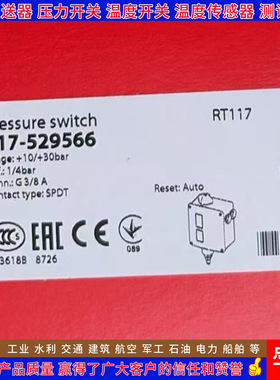 送器 压力开关 温度开关 温度传感器 测
essure switch
RT117
17-529566
ge: +10/+30bar
f.: 1/4bar
nn.: G 3/8 A
Reset: Auto
ntact type: SPDT
CCC
EAC
089
3618B 8726
工业 水利 交通 建筑 航空 军工 石油 电力 船舶 等
产品质量 赢得了广大客户的信任和赞誉